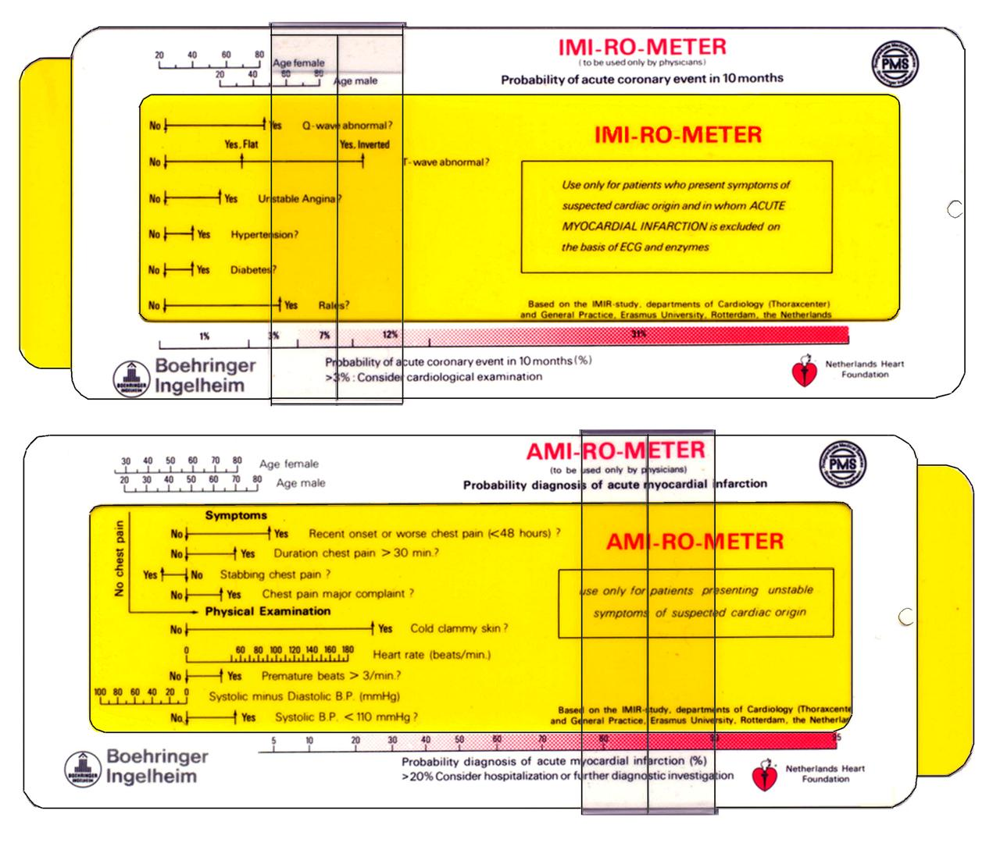 IMI-RO-METER
(to be used only by physicians)
Probability of acute coronary event in 10 months
PMS
20 40 60 80 Age female
20 40 60 80 Age male
No Yes Q-wave abnormal?
Yes, Flat Yes, Inverted
No T-wave abnormal?
No Yes Unstable Angina?
No Yes Hypertension?
No Yes Diabetes?
No Yes Rales?
IMI-RO-METER
Use only for patients who present symptoms of
suspected cardiac origin and in whom ACUTE
MYOCARDIAL INFARCTION is excluded on
the basis of ECG and enzymes
Based on the IMIR-study, departments of Cardiology (Thoraxcenter)
and General Practice, Erasmus University, Rotterdam, the Netherlands
1% 3% 7% 12% 31%
Boehringer
Ingelheim
Probability of acute coronary event in 10 months (%)
>3% : Consider cardiological examination
Netherlands Heart
Foundation
AMI-RO-METER
(to be used only by physicians)
Probability diagnosis of acute myocardial infarction
PMS
30 40 50 60 70 80 Age female
20 30 40 50 60 70 80 Age male
No chest pain
Symptoms
No Yes Recent onset or worse chest pain (<48 hours) ?
No Yes Duration chest pain > 30 min.?
Yes No Stabbing chest pain ?
No Yes Chest pain major complaint ?
Physical Examination
No Yes Cold clammy skin ?
0 60 80 100 120 140 160 180 Heart rate (beats/min.)
No Yes Premature beats > 3/min.?
100 80 60 40 20 0 Systolic minus Diastolic B.P. (mmHg)
No Yes Systolic B.P. < 110 mmHg ?
AMI-RO-METER
use only for patients presenting unstable
symptoms of suspected cardiac origin
Based on the IMIR-study, departments of Cardiology (Thoraxcente
and General Practice, Erasmus University, Rotterdam, the Netherlan
5 10 20 30 40 50 60 70 80 90 95
Boehringer
Ingelheim
Probability diagnosis of acute myocardial infarction (%)
>20% Consider hospitalization or further diagnostic investigation
Netherlands Heart
Foundation